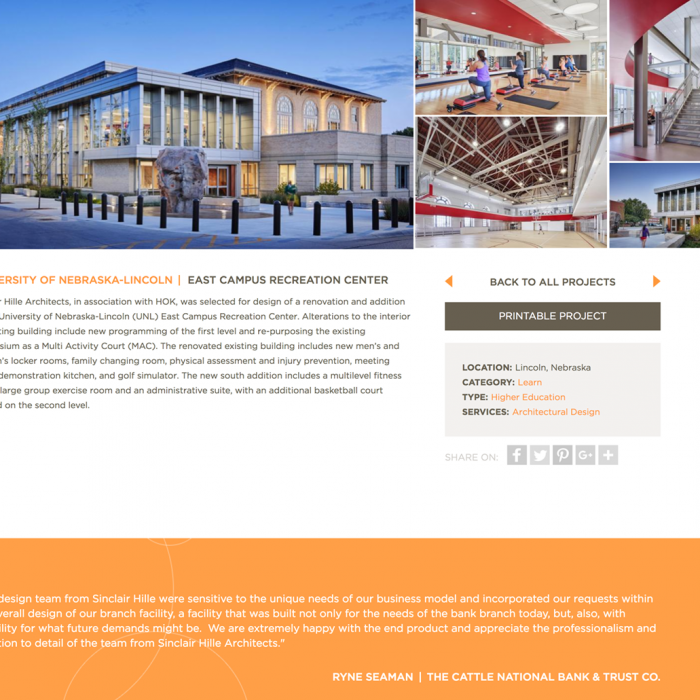 ERSITY OF NEBRASKA-LINCOLN | EAST CAMPUS RECREATION CENTER
Hille Architects, in association with HOK, was selected for design of a renovation and addition
University of Nebraska-Lincoln (UNL) East Campus Recreation Center. Alterations to the interior
ting building include new programming of the first level and re-purposing the existing
sium as a Multi Activity Court (MAC). The renovated existing building includes new men's and
n's locker rooms, family changing room, physical assessment and injury prevention, meeting
demonstration kitchen, and golf simulator. The new south addition includes a multilevel fitness
large group exercise room and an administrative suite, with an additional basketball court
d on the second level.
BACK TO ALL PROJECTS
PRINTABLE PROJECT
LOCATION: Lincoln, Nebraska
CATEGORY: Learn
TYPE: Higher Education
SERVICES: Architectural Design
SHARE ON:
design team from Sinclair Hille were sensitive to the unique needs of our business model and incorporated our requests within
verall design of our branch facility, a facility that was built not only for the needs of the bank branch today, but, also, with
ility for what future demands might be. We are extremely happy with the end product and appreciate the professionalism and
tion to detail of the team from Sinclair Hille Architects."
RYNE SEAMAN | THE CATTLE NATIONAL BANK & TRUST CO.